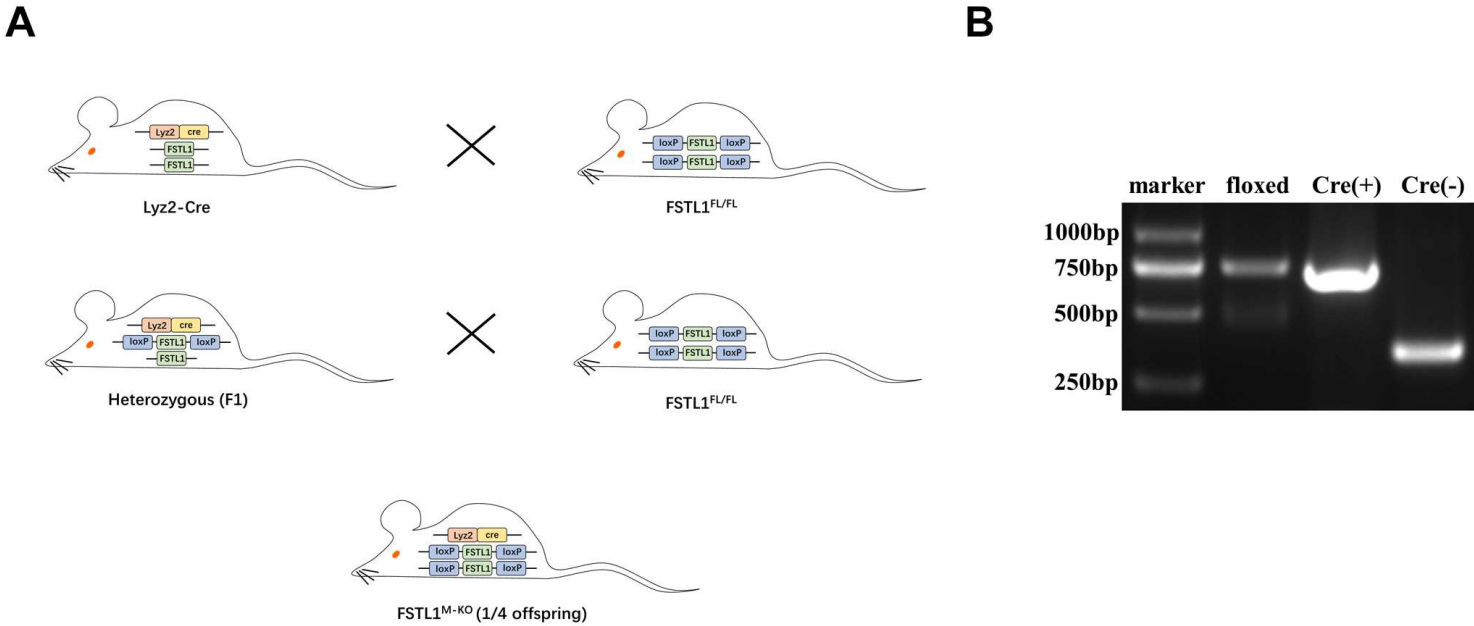 A
B
Lyz2 cre
FSTL1
FSTL1
loxP FSTL1 loxP
loxP FSTL1 loxP
Lyz2-Cre
FSTL1FL/FL
Lyz2 cre
loxP FSTL1 loxP
FSTL1
loxP FSTL1 loxP
loxP FSTL1 loxP
Heterozygous (F1)
FSTL1FL/FL
Lyz2 cre
loxP FSTL1 loxP
loxP FSTL1 loxP
FSTL1M-KO (1/4 offspring)
marker floxed Cre(+) Cre(-)
1000bp
750bp
500bp
250bp